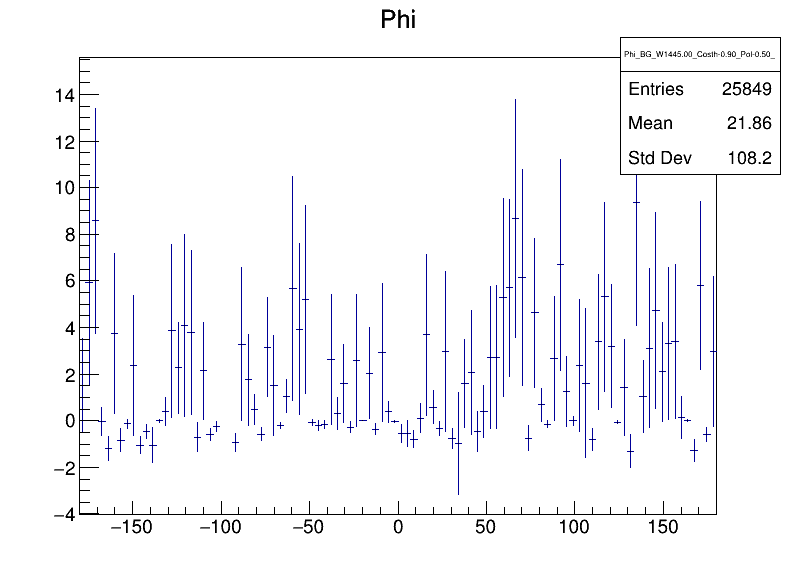 Phi
Phi_BG_W1445.00_Costh-0.90_Pol-0.50_
Entries 25849
Mean 21.86
Std Dev 108.2
14
12
10
8
6
4
2
0
−2
−4
−150 −100 −50 0 50 100 150